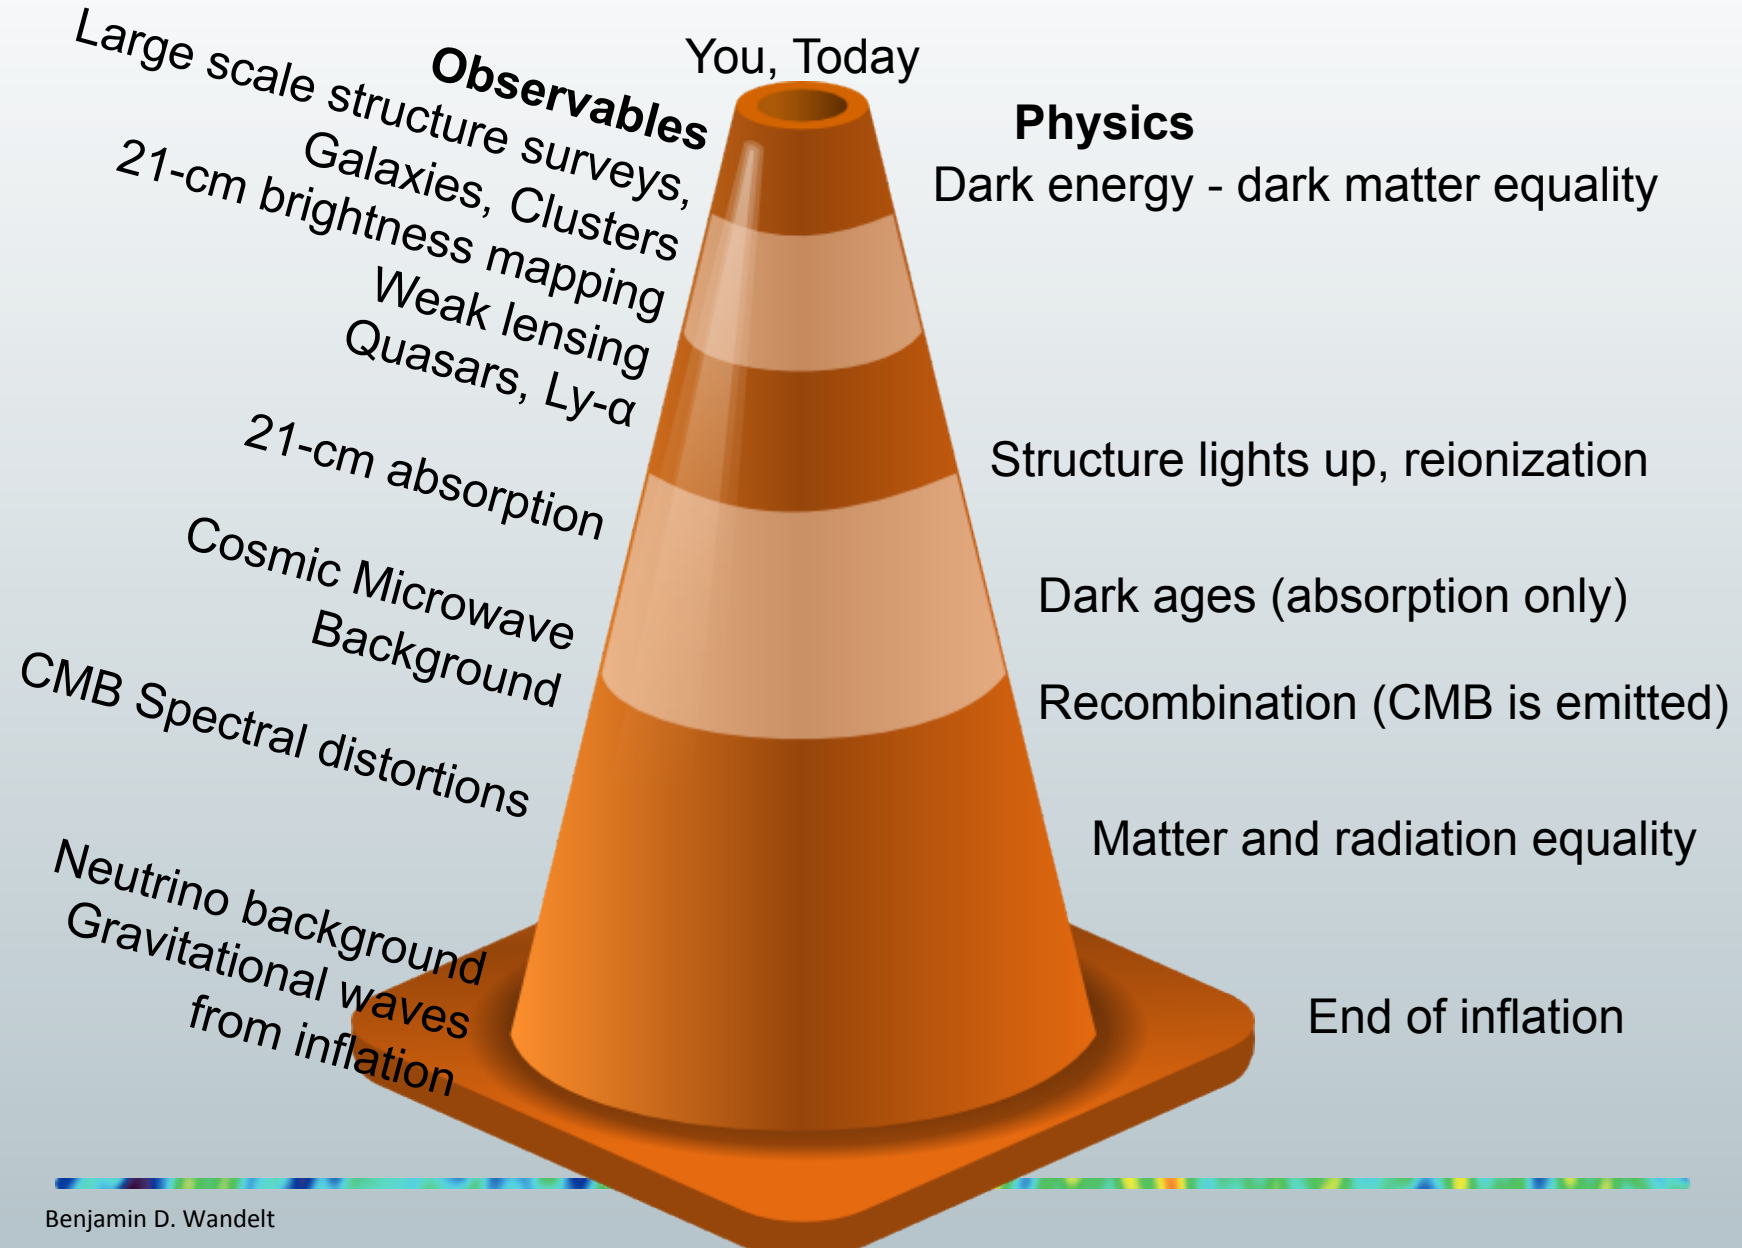 You, Today
Observables
Large scale structure surveys,
Galaxies, Clusters
21-cm brightness mapping
Weak lensing
Quasars, Ly-α
21-cm absorption
Cosmic Microwave
Background
CMB Spectral distortions
Neutrino background
Gravitational waves
from inflation
Physics
Dark energy - dark matter equality
Structure lights up, reionization
Dark ages (absorption only)
Recombination (CMB is emitted)
Matter and radiation equality
End of inflation
Benjamin D. Wandelt